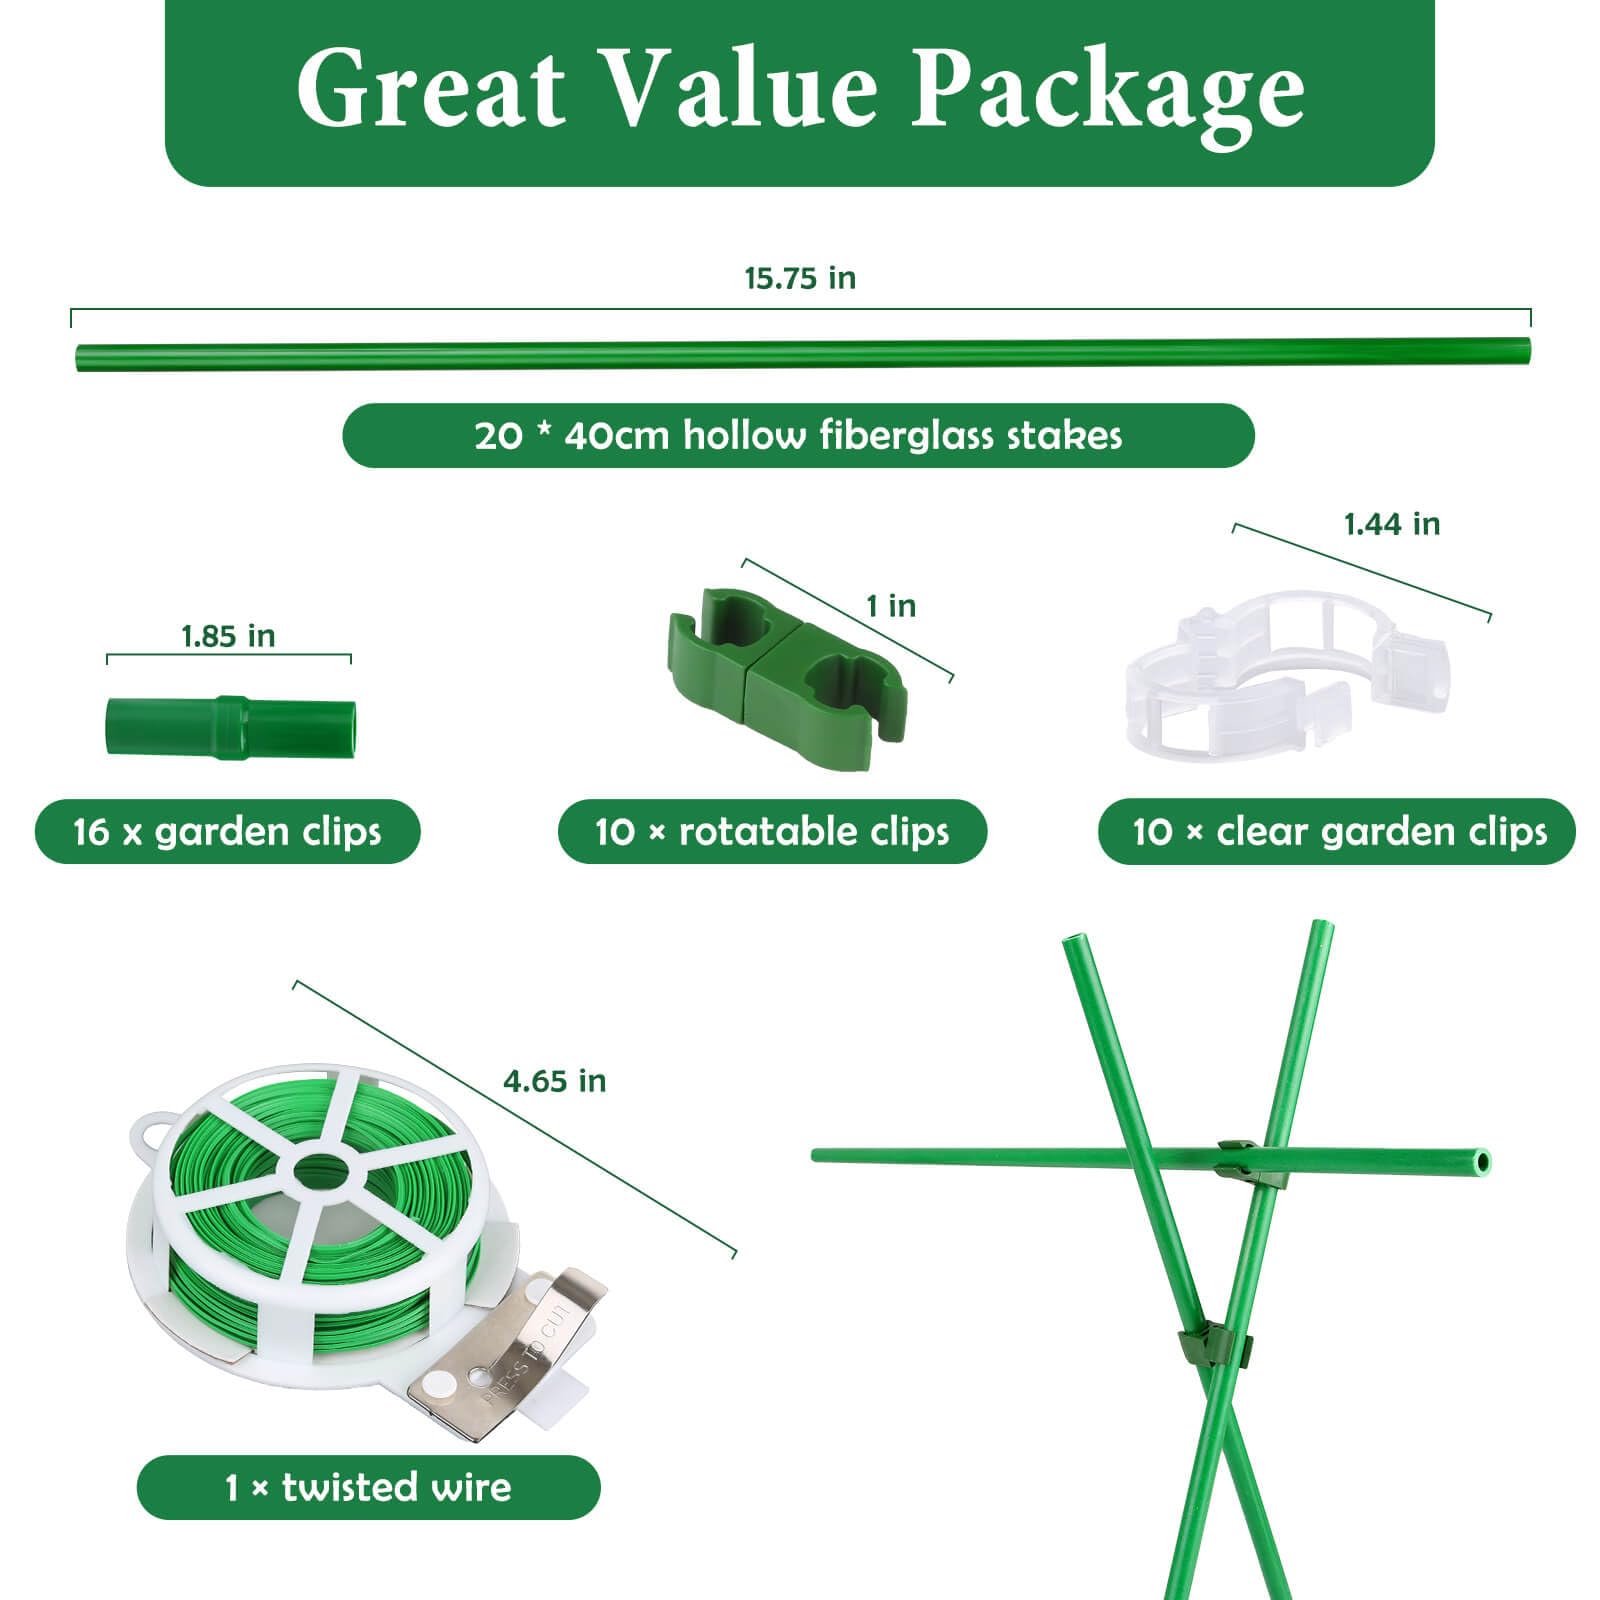 Great Value Package
15.75 in
20 * 40cm hollow fiberglass stakes
1.85 in
1 in
1.44 in
16 x garden clips
10 × rotatable clips
10 × clear garden clips
4.65 in
PRESS TO CUT
1 × twisted wire